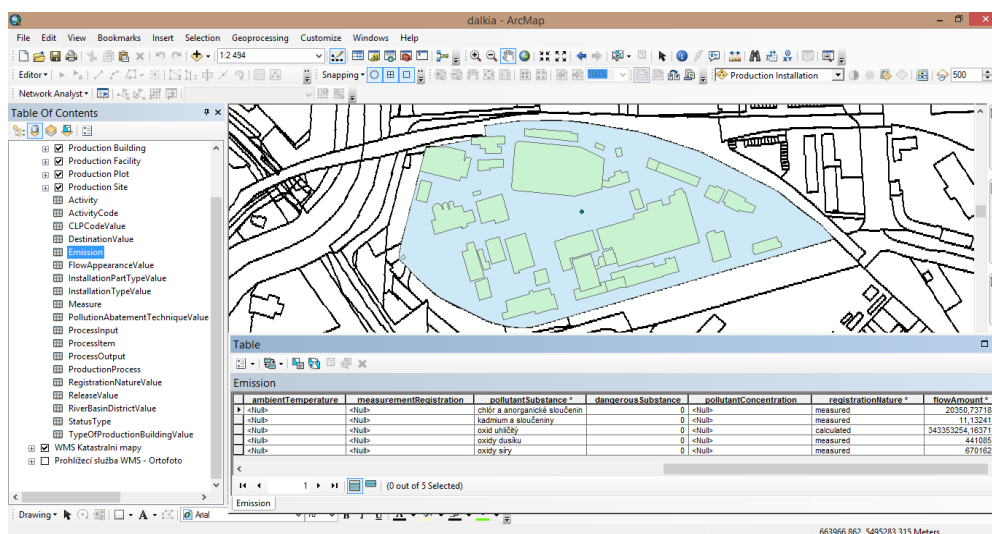 dalkia - ArcMap
File Edit View Bookmarks Insert Selection Geoprocessing Customize Windows Help
1:2 494
Editor Snapping 100% Production Installation 500
Network Analyst
Table Of Contents
Production Building
Production Facility
Production Plot
Production Site
Activity
ActivityCode
CLPCodeValue
DestinationValue
Emission
FlowAppearanceValue
InstallationPartTypeValue
InstallationTypeValue
Measure
PollutionAbatementTechniqueValue
ProcessInput
ProcessItem
ProcessOutput
ProductionProcess
RegistrationNatureValue
ReleaseValue
RiverBasinDistrictValue
StatusType
TypeOfProductionBuildingValue
WMS Katastralni mapy
Prohlížecí služba WMS - Ortofoto
Table
Emission
ambientTemperature measurementRegistration pollutantSubstance * dangerousSubstance pollutantConcentration registrationNature * flowAmount *
<Null> <Null> chlór a anorganické sloučenin 0 <Null> measured 20350,73718
<Null> <Null> kadmium a sloučeniny 0 <Null> measured 11,13241
<Null> <Null> oxid uhličitý 0 <Null> calculated 343353254,16371
<Null> <Null> oxidy dusíku 0 <Null> measured 441085
<Null> <Null> oxidy síry 0 <Null> measured 670162
1 (0 out of 5 Selected)
Emission
Drawing A Arial 10 B I U A
663966,862 5495283,315 Meters